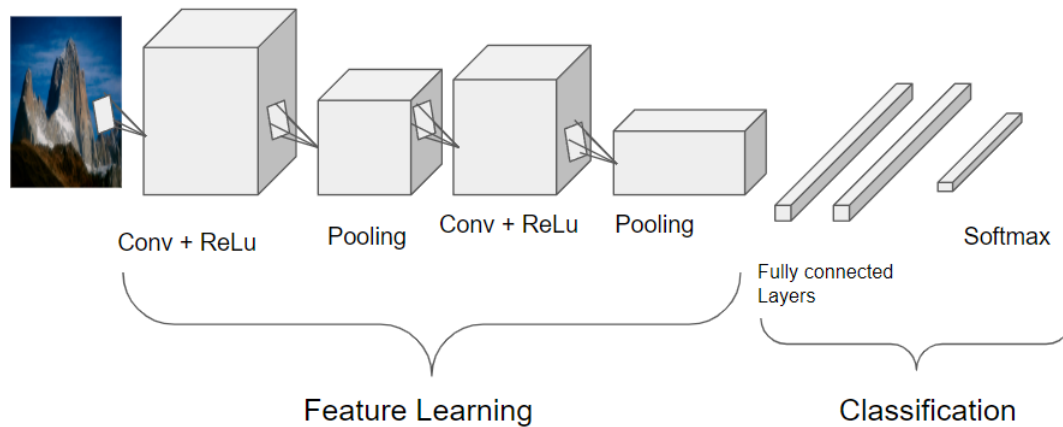 Conv + ReLu
Pooling
Conv + ReLu
Pooling
Softmax
Fully connected
Layers
Feature Learning
Classification